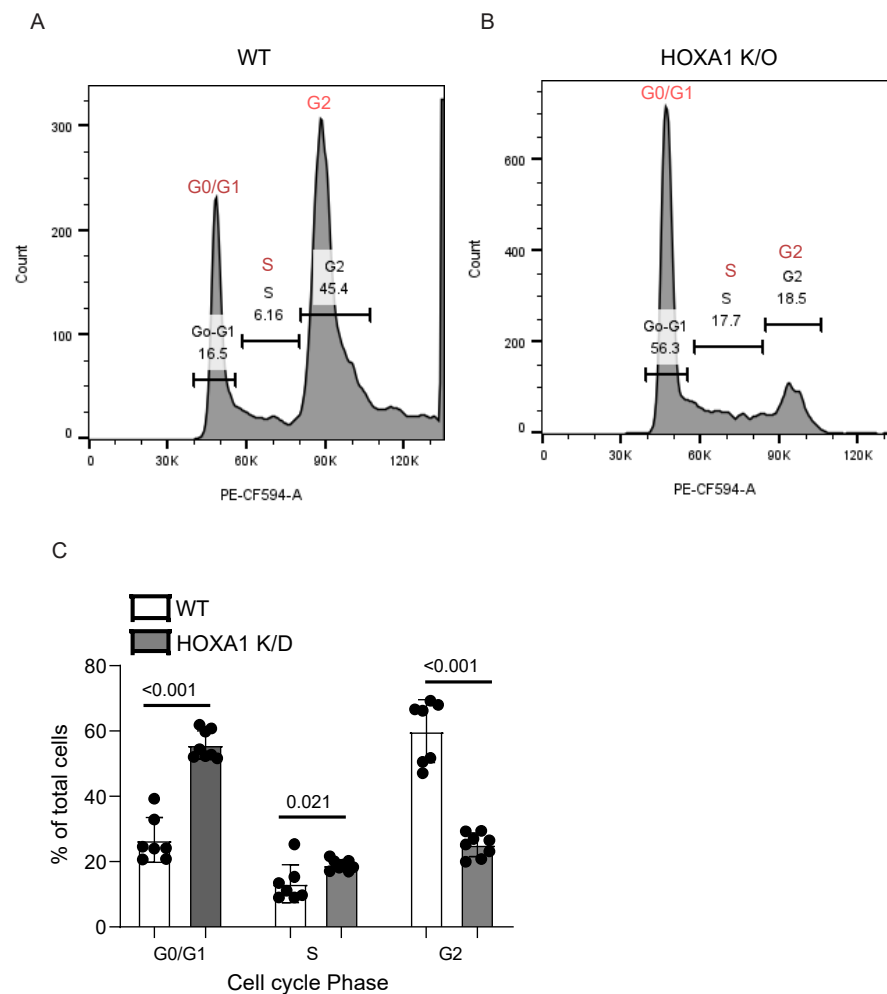 A
WT
G2
G0/G1
S
S
6.16
G2
45.4
Go-G1
16.5
Count
300
200
100
0
0
30K
60K
90K
120K
PE-CF594-A
B
HOXA1 K/O
G0/G1
S
S
17.7
G2
G2
18.5
Go-G1
56.3
Count
600
400
200
0
0
30K
60K
90K
120K
PE-CF594-A
C
WT
HOXA1 K/D
<0.001
0.021
<0.001
% of total cells
80
60
40
20
0
G0/G1
S
G2
Cell cycle Phase